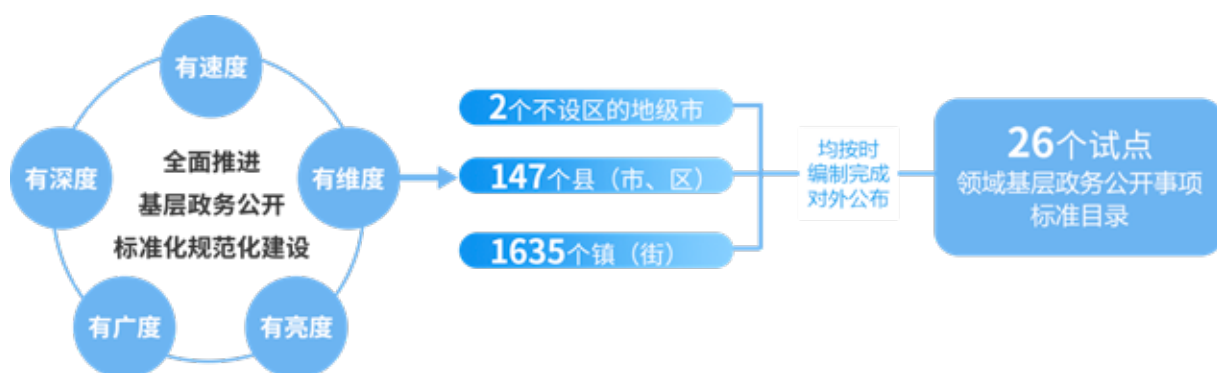 有速度
有深度
有维度
有广度
有亮度
全面推进
基层政务公开
标准化规范化建设
2个不设区的地级市
147个县（市、区）
1635个镇（街）
均按时
编制完成
对外公布
26个试点
领域基层政务公开事项
标准目录